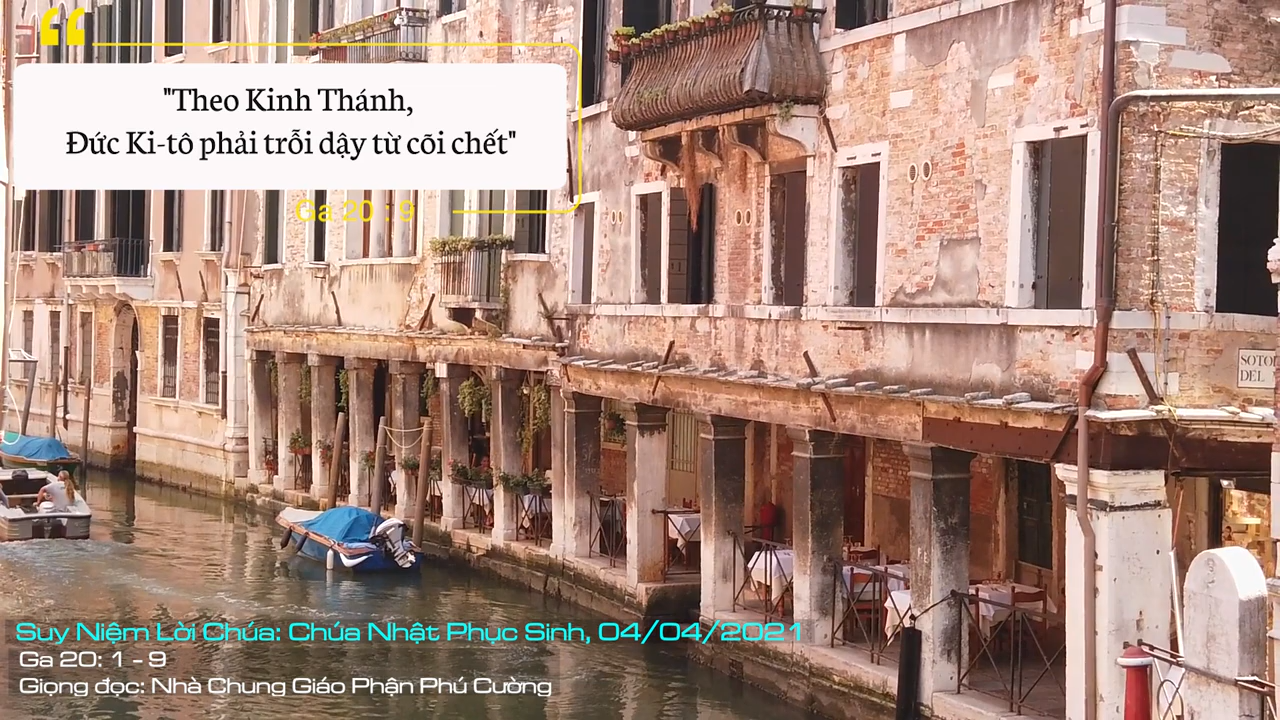 "Theo Kinh Thánh,
Đức Ki-tô phải trỗi dậy từ cõi chết"
Ga 20 : 9
SOTO
DEL
Suy Niệm Lời Chúa: Chúa Nhật Phục Sinh, 04/04/2021
Ga 20: 1 - 9
Giọng đọc: Nhà Chung Giáo Phận Phú Cường